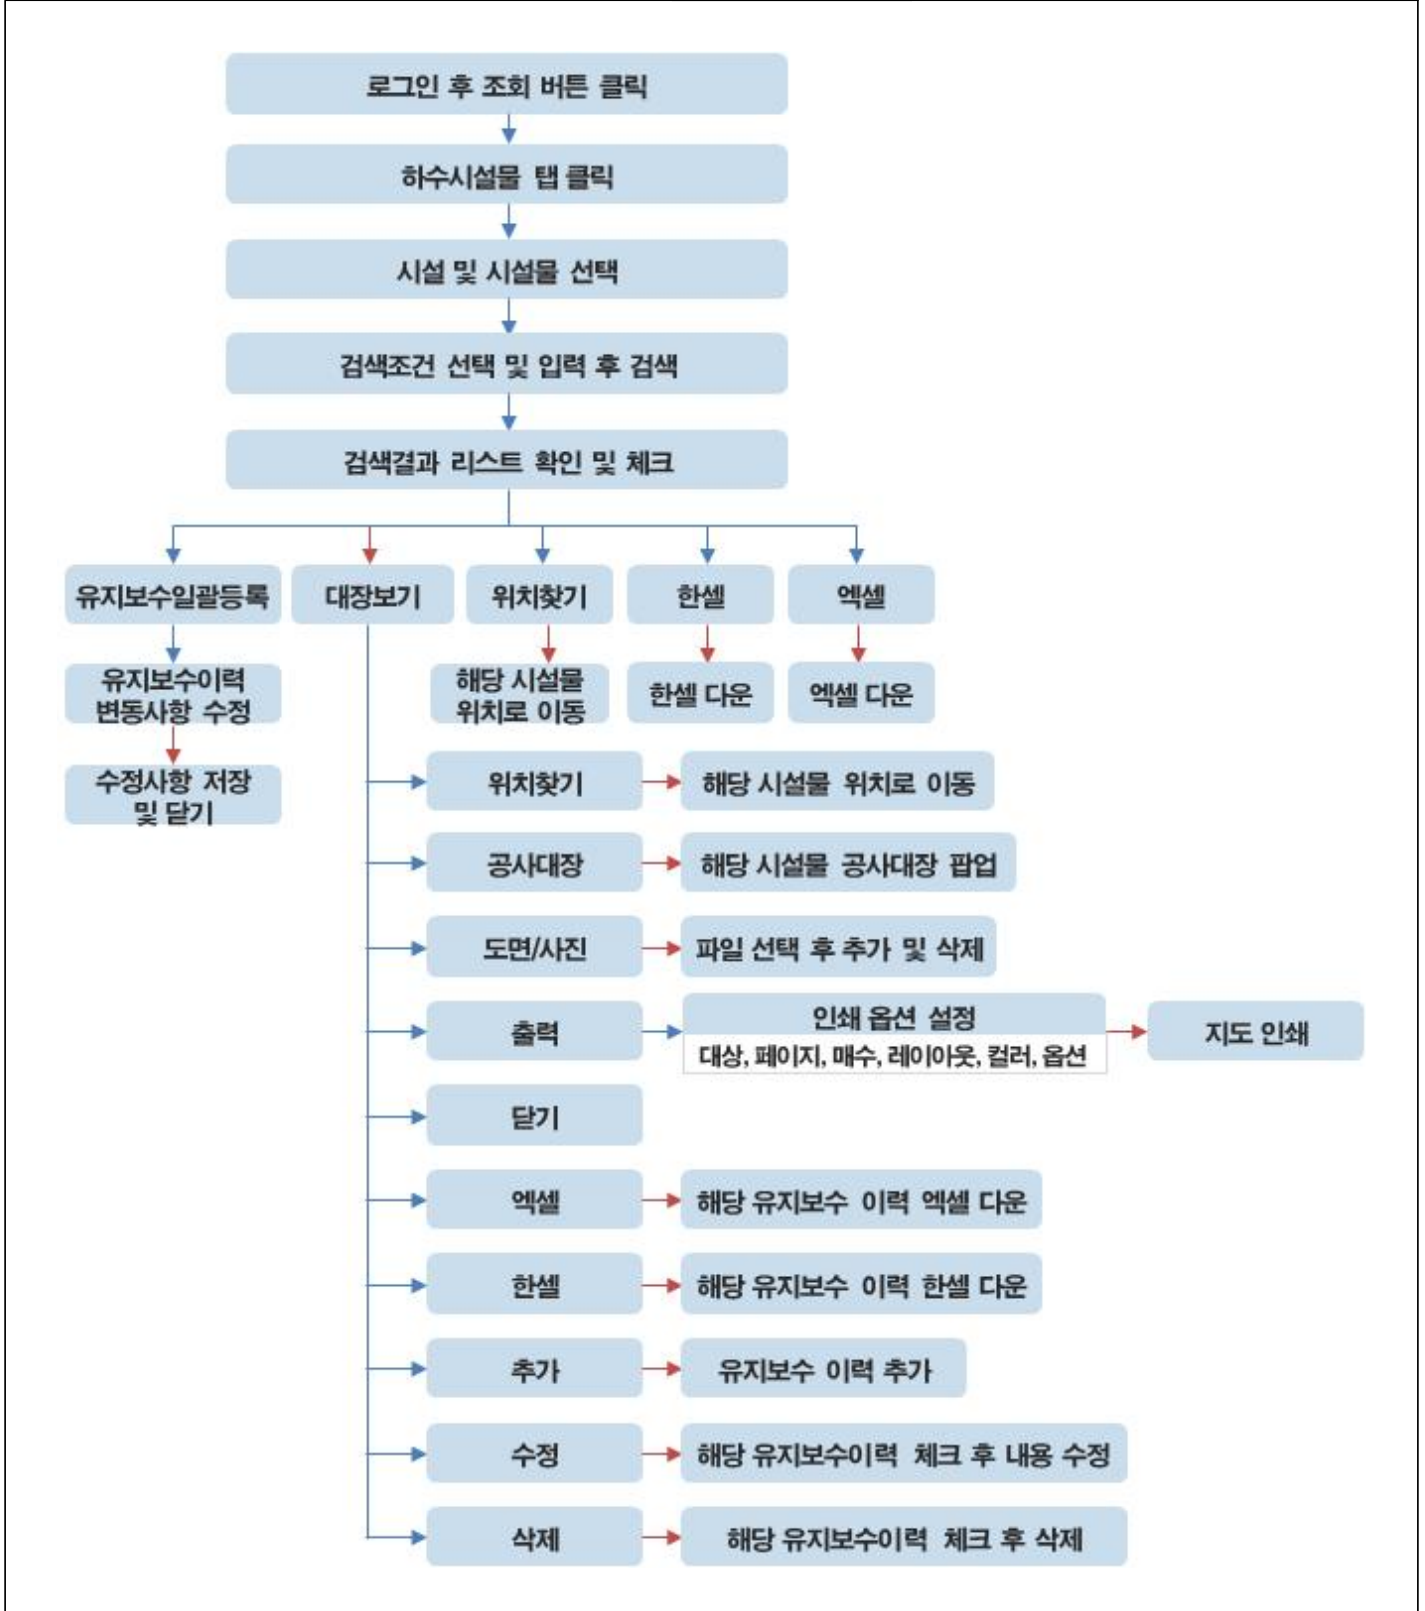 로그인 후 조회 버튼 클릭
하수시설물 탭 클릭
시설 및 시설물 선택
검색조건 선택 및 입력 후 검색
검색결과 리스트 확인 및 체크
유지보수일괄등록
대장보기
위치찾기
한셀
엑셀
유지보수이력
변동사항 수정
해당 시설물
위치로 이동
한셀 다운
엑셀 다운
수정사항 저장
및 닫기
위치찾기
해당 시설물 위치로 이동
공사대장
해당 시설물 공사대장 팝업
도면/사진
파일 선택 후 추가 및 삭제
출력
인쇄 옵션 설정
대상, 페이지, 매수, 레이아웃, 컬러, 옵션
지도 인쇄
닫기
엑셀
해당 유지보수 이력 엑셀 다운
한셀
해당 유지보수 이력 한셀 다운
추가
유지보수 이력 추가
수정
해당 유지보수이력 체크 후 내용 수정
삭제
해당 유지보수이력 체크 후 삭제